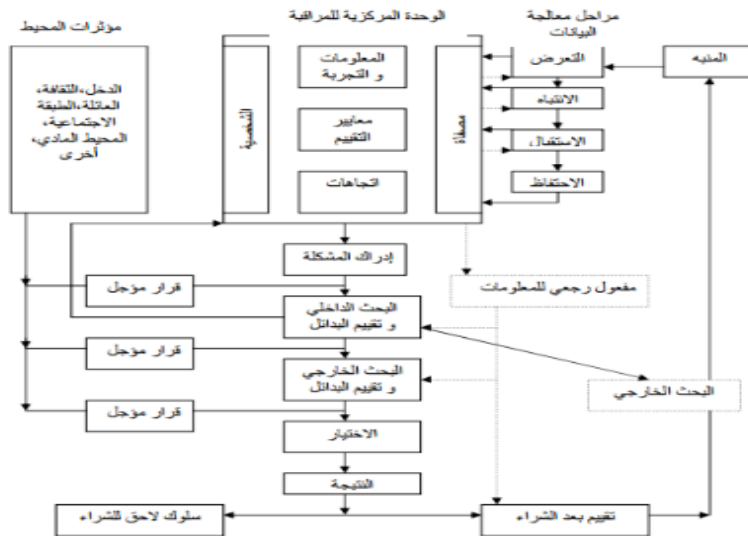 مؤثرات المحيط
الوحدة المركزية للمراقبة
مراحل معالجة
البيانات
الدخل،الثقافة،
العائلة،الطبقة
الاجتماعية،
المحيط المادي،
أخرى
الشخصية
المعلومات
و التجربة
معايير
التقييم
اتجاهات
مصفاة
التعرض
الانتباه
الاستقبال
الاحتفاظ
المنبه
إدراك المشكلة
قرار مؤجل
مفعول رجعي للمعلومات
البحث الداخلي
و تقييم البدائل
قرار مؤجل
البحث الخارجي
و تقييم البدائل
البحث الخارجي
قرار مؤجل
الاختيار
النتيجة
سلوك لاحق للشراء
تقييم بعد الشراء